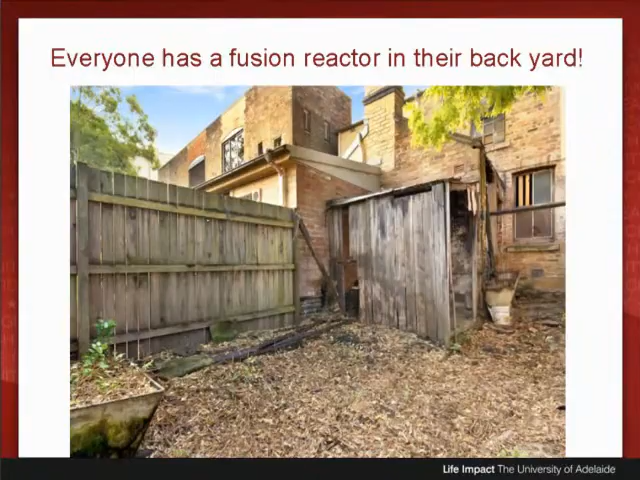 Everyone has a fusion reactor in their back yard!
Life Impact The University of Adelaide